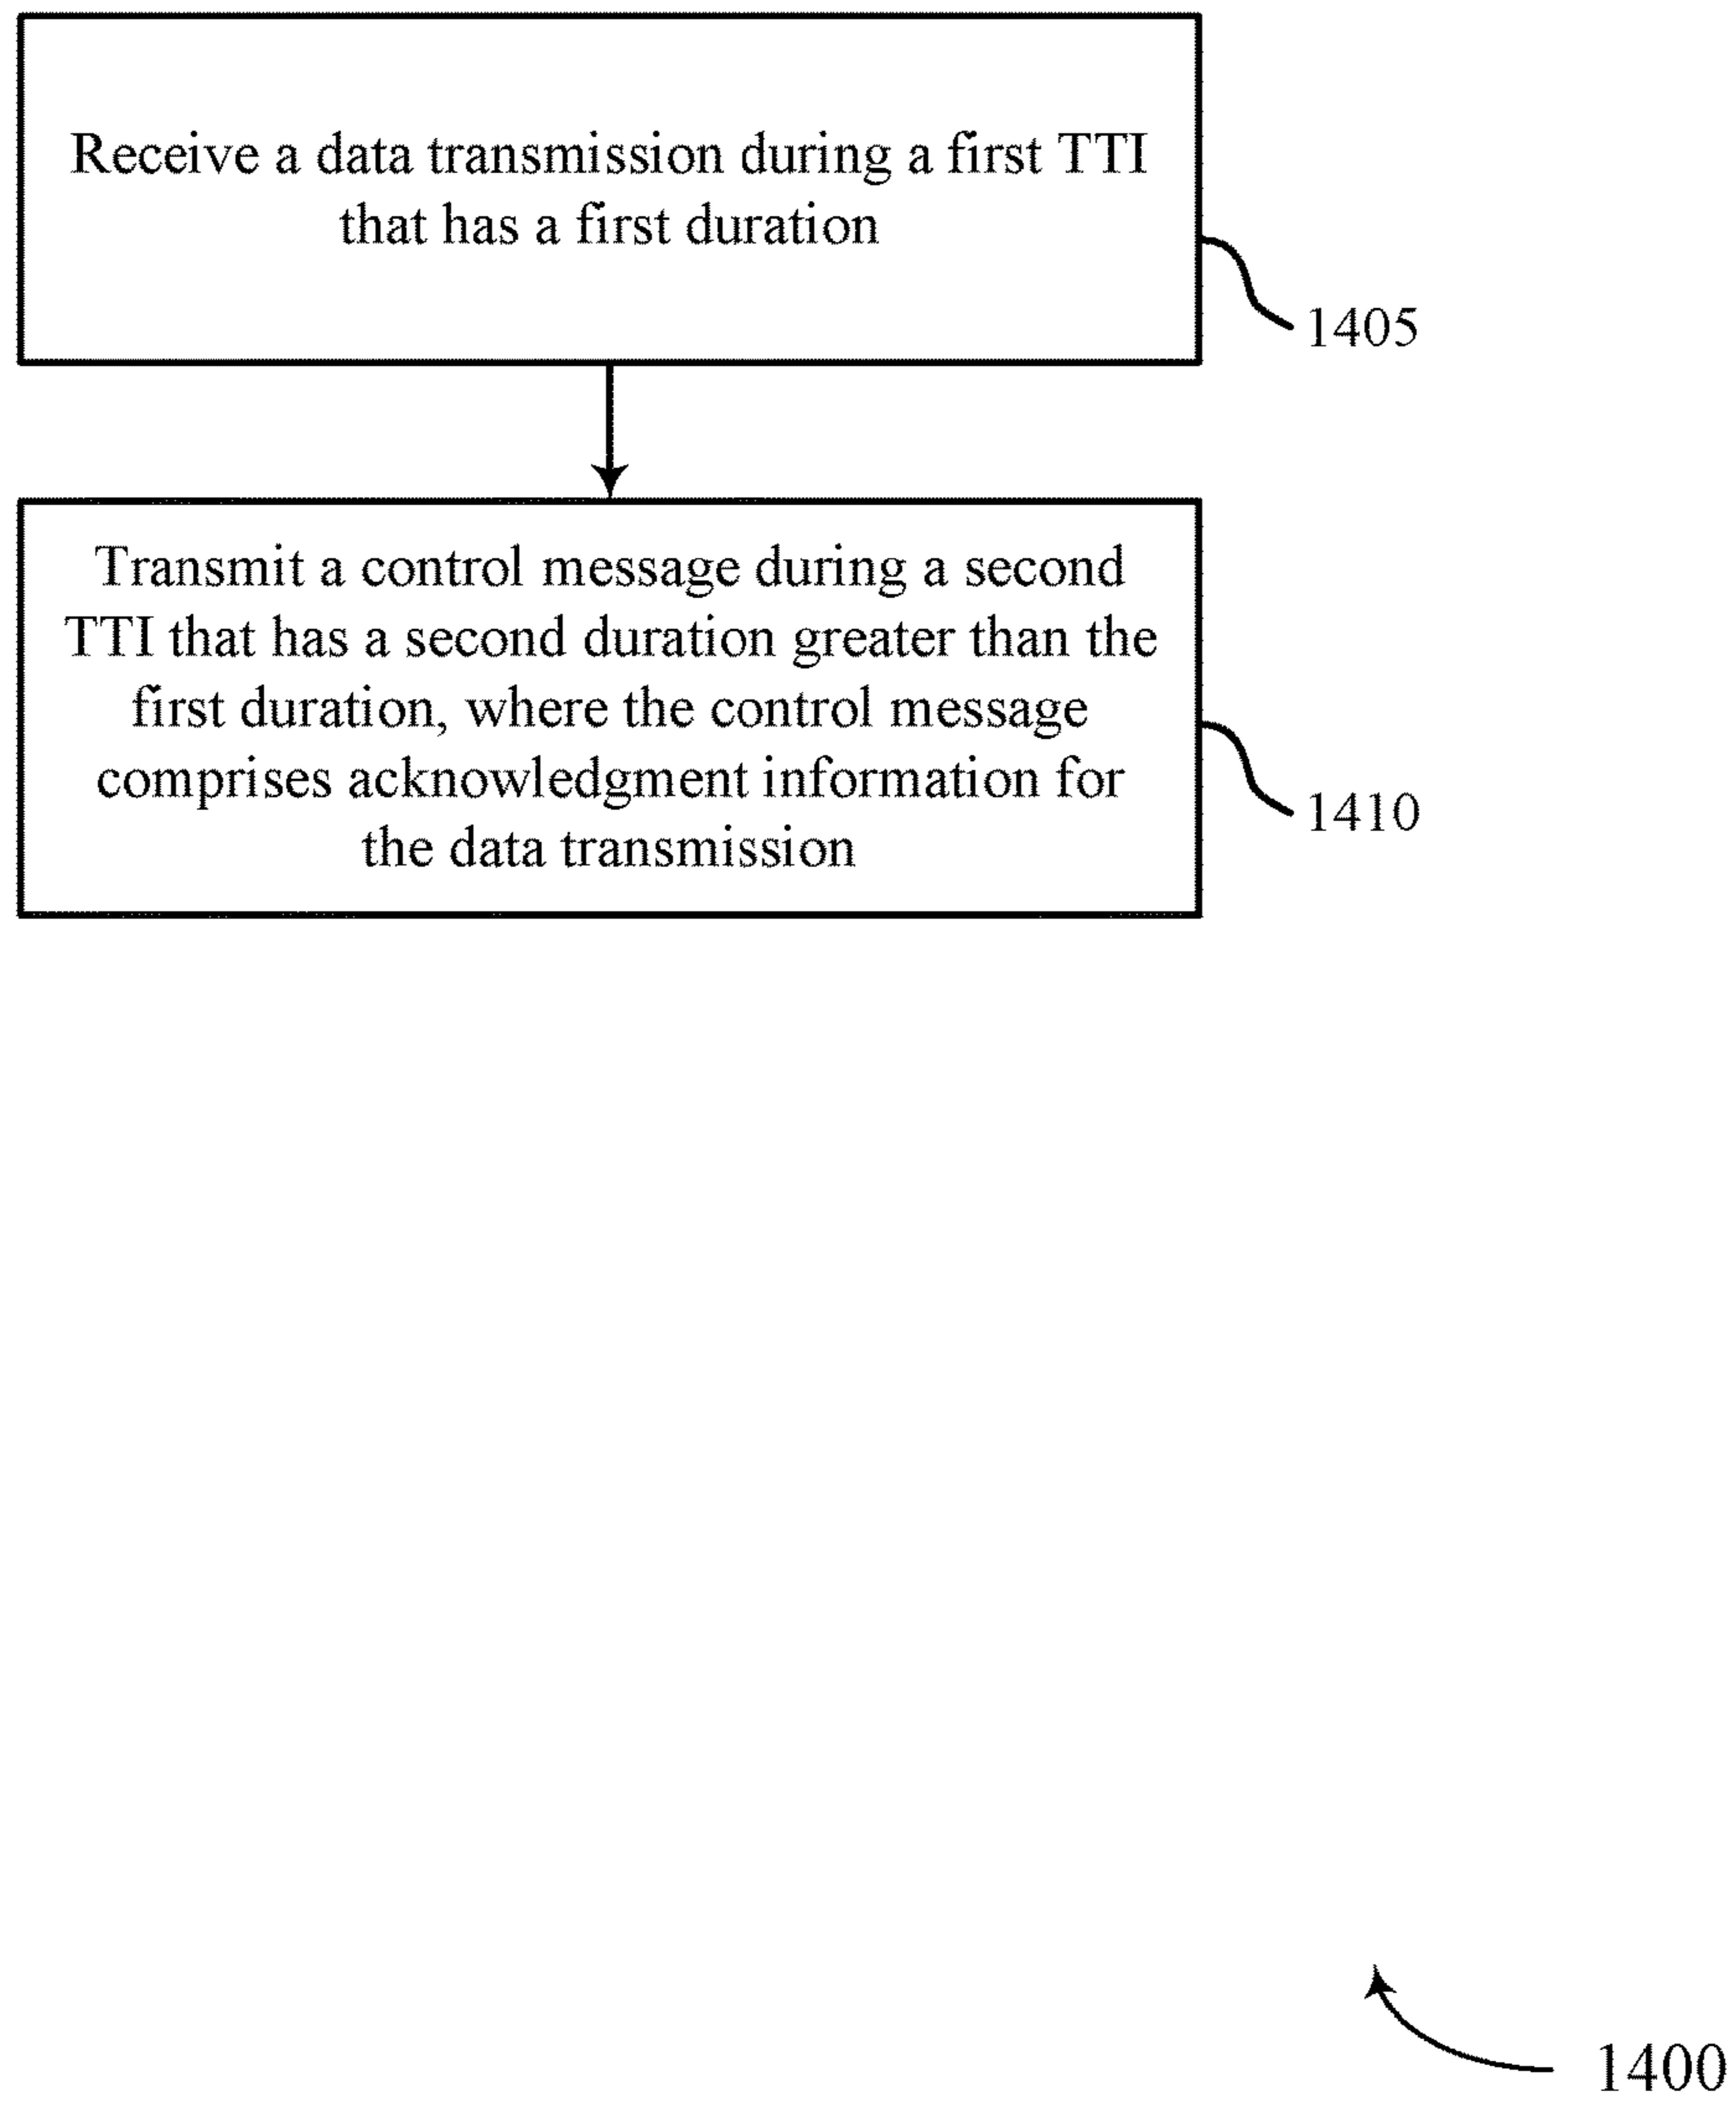 Receive a data transmission during a first TTI
that has a first duration
1405
Transmit a control message during a second
TTI that has a second duration greater than the
first duration, where the control message
comprises acknowledgment information for
the data transmission
1410
1400